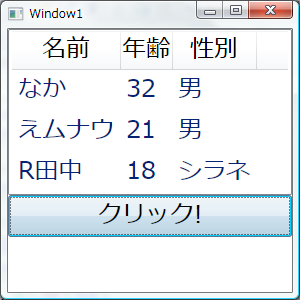 Window1
名前 年齢 性別
なか 32 男
えムナウ 21 男
R田中 18 シラネ
クリック!